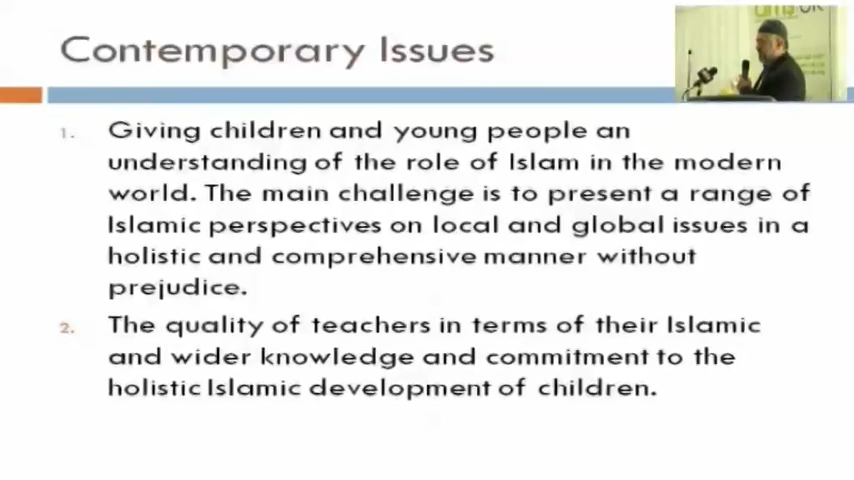 Contemporary Issues
1. Giving children and young people an
understanding of the role of Islam in the modern
world. The main challenge is to present a range of
Islamic perspectives on local and global issues in a
holistic and comprehensive manner without
prejudice.
2. The quality of teachers in terms of their Islamic
and wider knowledge and commitment to the
holistic Islamic development of children.